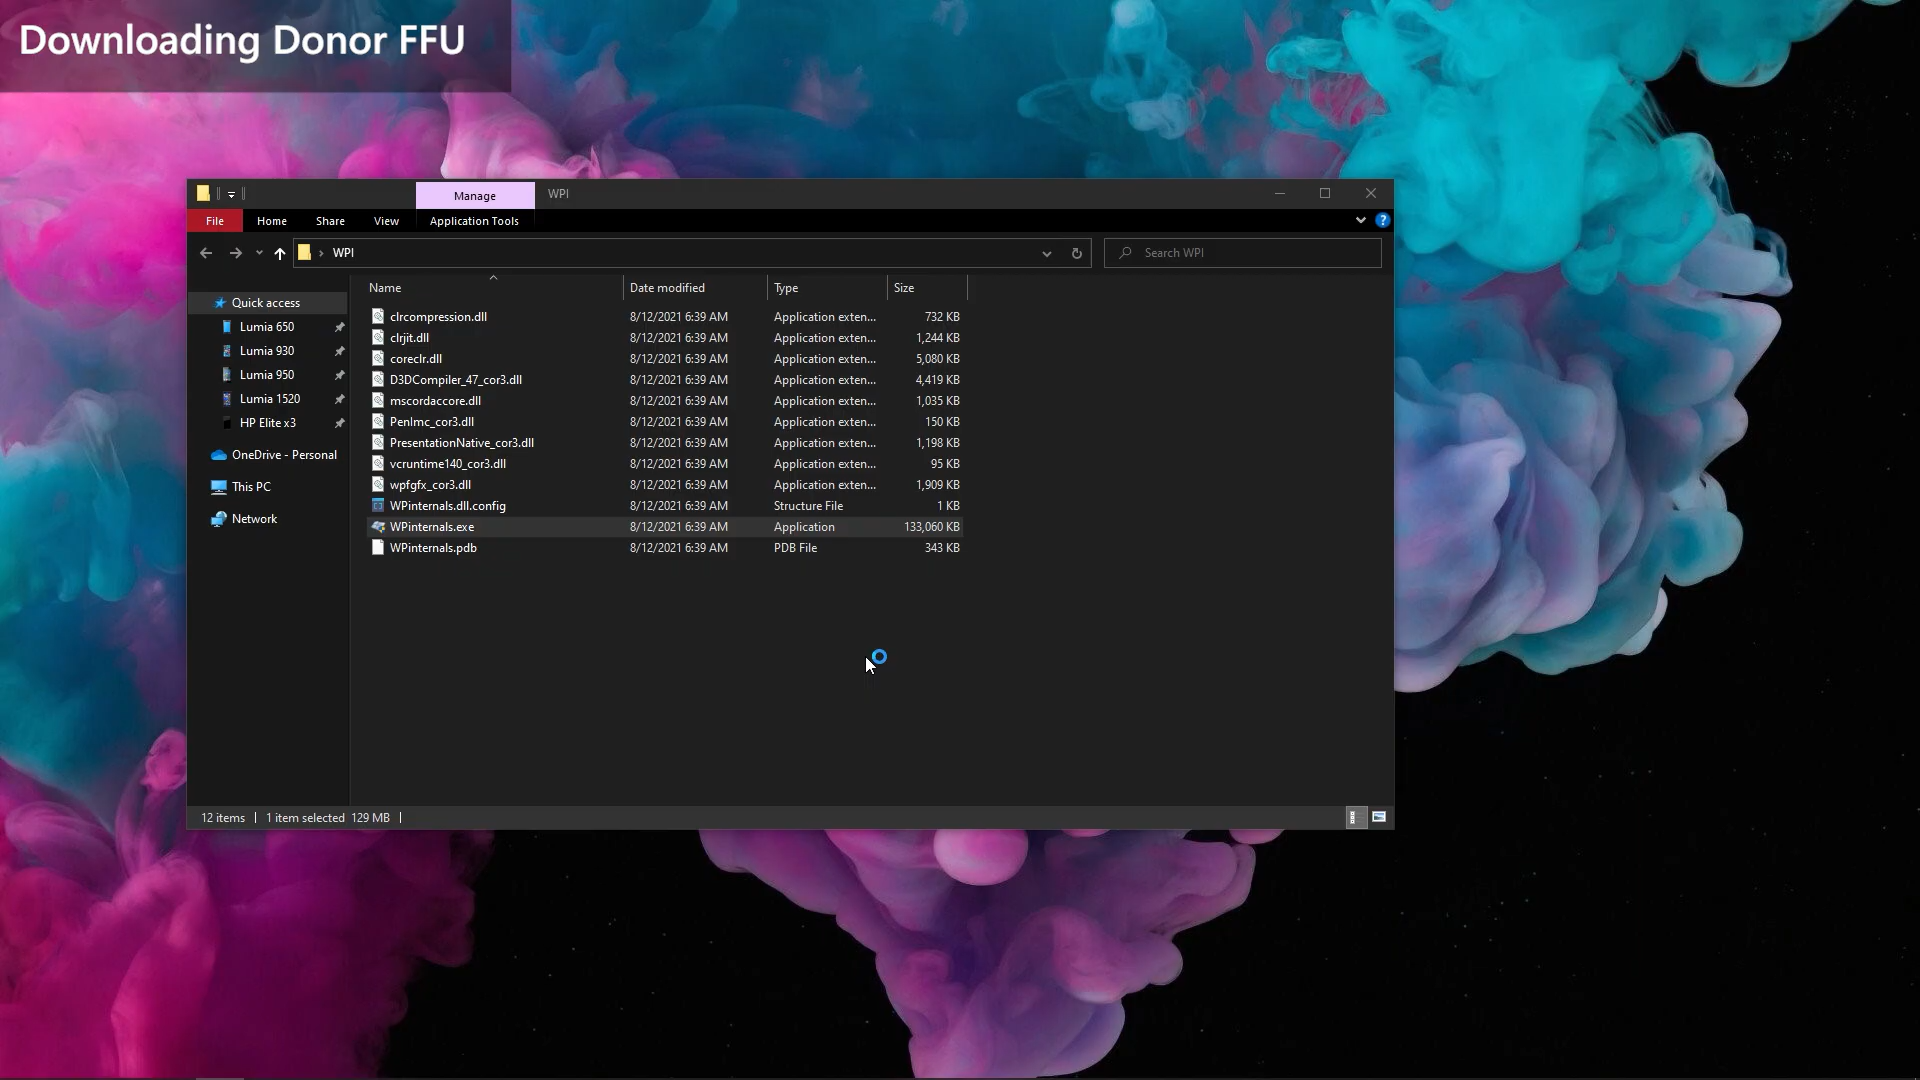 Downloading Donor FFU
Manage
WPI
File Home Share View Application Tools
WPI
Search WPI
Name Date modified Type Size
Quick access
Lumia 650
Lumia 930
Lumia 950
Lumia 1520
HP Elite x3
OneDrive - Personal
This PC
Network
clrcompression.dll 8/12/2021 6:39 AM Application exten... 732 KB
clrjit.dll 8/12/2021 6:39 AM Application exten... 1,244 KB
coreclr.dll 8/12/2021 6:39 AM Application exten... 5,080 KB
D3DCompiler_47_cor3.dll 8/12/2021 6:39 AM Application exten... 4,419 KB
mscordaccore.dll 8/12/2021 6:39 AM Application exten... 1,035 KB
PenImc_cor3.dll 8/12/2021 6:39 AM Application exten... 150 KB
PresentationNative_cor3.dll 8/12/2021 6:39 AM Application exten... 1,198 KB
vcruntime140_cor3.dll 8/12/2021 6:39 AM Application exten... 95 KB
wpfgfx_cor3.dll 8/12/2021 6:39 AM Application exten... 1,909 KB
WPinternals.dll.config 8/12/2021 6:39 AM Structure File 1 KB
WPinternals.exe 8/12/2021 6:39 AM Application 133,060 KB
WPinternals.pdb 8/12/2021 6:39 AM PDB File 343 KB
12 items 1 item selected 129 MB